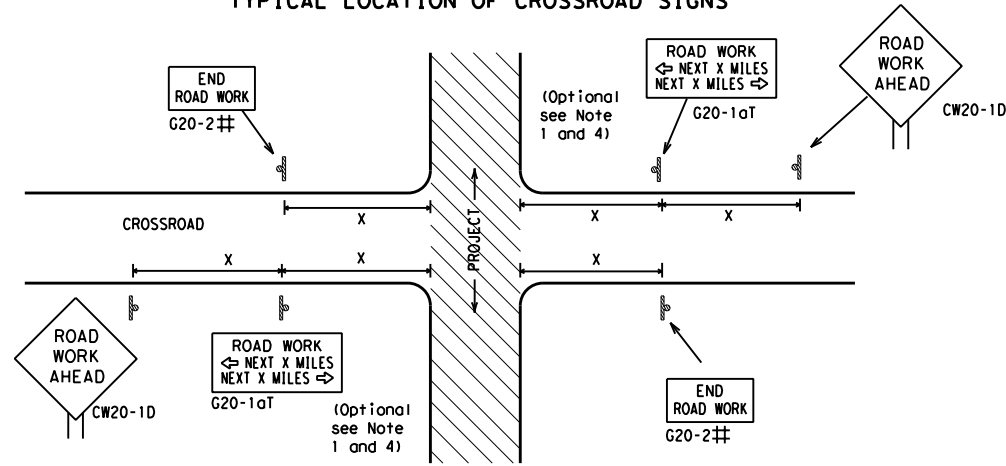 TYPICAL LOCATION OF CROSSROAD SIGNS
END
ROAD WORK
G20-2#
(Optional
see Note
1 and 4)
ROAD WORK
⇦ NEXT X MILES
NEXT X MILES ⇨
G20-1aT
ROAD
WORK
AHEAD
CW20-1D
CROSSROAD
X
X
X
PROJECT
X
X
X
ROAD
WORK
AHEAD
CW20-1D
ROAD WORK
⇦ NEXT X MILES
NEXT X MILES ⇨
G20-1aT
(Optional
see Note
1 and 4)
END
ROAD WORK
G20-2#